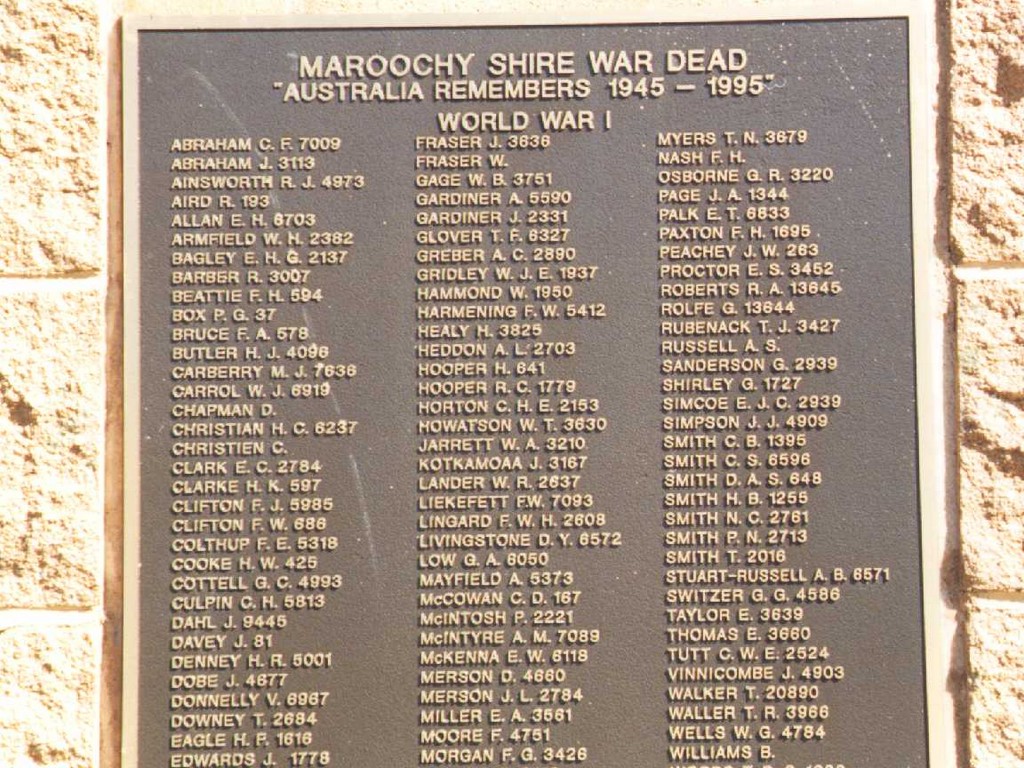 MAROOCHY SHIRE WAR DEAD
"AUSTRALIA REMEMBERS 1945 – 1995"
WORLD WAR I
ABRAHAM C. F. 7009
ABRAHAM J. 3113
AINSWORTH R. J. 4973
AIRD R. 193
ALLAN E. H. 6703
ARMFIELD W. H. 2382
BAGLEY E. H. G. 2137
BARBER R. 3007
BEATTIE F. H. 594
BOX P. G. 37
BRUCE F. A. 578
BUTLER H. J. 4096
CARBERRY M. J. 7636
CARROL W. J. 6919
CHAPMAN D.
CHRISTIAN H. C. 6237
CHRISTIEN C.
CLARK E. C. 2784
CLARKE H. K. 597
CLIFTON F. J. 5985
CLIFTON F. W. 686
COLTHUP F. E. 5318
COOKE H. W. 425
COTTELL G. C. 4993
CULPIN C. H. 5813
DAHL J. 9445
DAVEY J. 81
DENNEY H. R. 5001
DOBE J. 4677
DONNELLY V. 6967
DOWNEY T. 2684
EAGLE H. P. 1616
EDWARDS J. 1778
FRASER J. 3636
FRASER W.
GAGE W. B. 3751
GARDINER A. 5590
GARDINER J. 2331
GLOVER T. F. 6327
GREBER A. C. 2890
GRIDLEY W. J. E. 1937
HAMMOND W. 1950
HARMENING F. W. 5412
HEALY H. 3825
HEDDON A. L. 2703
HOOPER H. 641
HOOPER R. C. 1779
HORTON C. H. E. 2153
HOWATSON W. T. 3630
JARRETT W. A. 3210
KOTKAMOAA J. 3167
LANDER W. R. 2637
LIEKEFETT F.W. 7093
LINGARD F. W. H. 2608
LIVINGSTONE D. Y. 6572
LOW G. A. 6050
MAYFIELD A. 5373
McCOWAN C. D. 167
McINTOSH P. 2221
McINTYRE A. M. 7089
McKENNA E. W. 6118
MERSON D. 4660
MERSON J. L. 2784
MILLER E. A. 3561
MOORE F. 4751
MORGAN F. G. 3426
MYERS T. N. 3679
NASH F. H.
OSBORNE G. R. 3220
PAGE J. A. 1344
PALK E. T. 6833
PAXTON F. H. 1695
PEACHEY J. W. 263
PROCTOR E. S. 3452
ROBERTS R. A. 13645
ROLFE G. 13644
RUBENACK T. J. 3427
RUSSELL A. S.
SANDERSON G. 2939
SHIRLEY G. 1727
SIMCOE E. J. C. 2939
SIMPSON J. J. 4909
SMITH C. B. 1395
SMITH C. S. 6596
SMITH D. A. S. 648
SMITH H. B. 1255
SMITH N. C. 2761
SMITH P. N. 2713
SMITH T. 2016
STUART-RUSSELL A. B. 6571
SWITZER G. G. 4586
TAYLOR E. 3639
THOMAS E. 3660
TUTT C. W. E. 2524
VINNICOMBE J. 4903
WALKER T. 20890
WALLER T. R. 3966
WELLS W. G. 4784
WILLIAMS B.